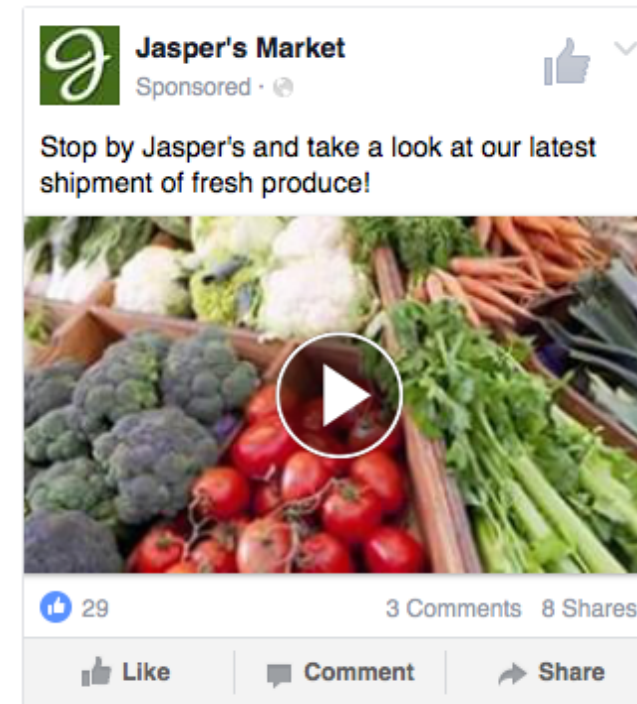 Jasper's Market
Sponsored ·
Stop by Jasper's and take a look at our latest
shipment of fresh produce!
29
3 Comments 8 Shares
Like
Comment
Share